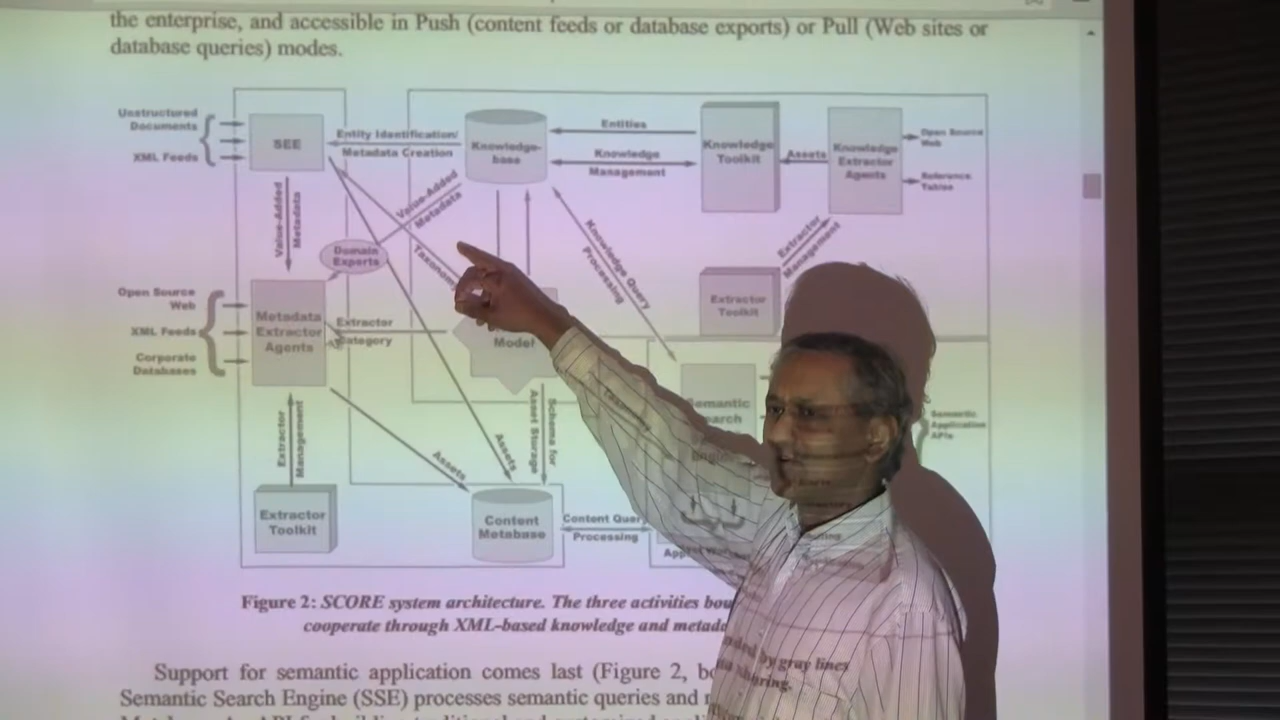 the enterprise, and accessible in Push (content feeds or database exports) or Pull (Web sites or
database queries) modes.
Unstructured
Documents
XML Feeds
SEE
Entity Identification/
Metadata Creation
Knowledge-
base
Entities
Knowledge
Management
Knowledge
Toolkit
Assets
Knowledge
Extractor
Agents
Open Source
Web
Reference
Tables
Value-Added
Metadata
Value-Added
Metadata
Domain
Experts
Taxonomy
Knowledge Query
Processing
Extractor
Management
Extractor
Toolkit
Open Source
Web
XML Feeds
Corporate
Databases
Metadata
Extractor
Agents
Extractor
Category
Model
Semantic
Semantic
Application
APIs
Extractor
Management
Assets
Assets
Schema for
Asset Storage
Extractor
Toolkit
Content
Metabase
Content
Processing
Figure 2: SCORE system architecture. The three activities
by gray lines
cooperate through XML-based knowledge and
Support for semantic application comes last (Figure 2,
Semantic Search Engine (SSE) processes semantic queries and